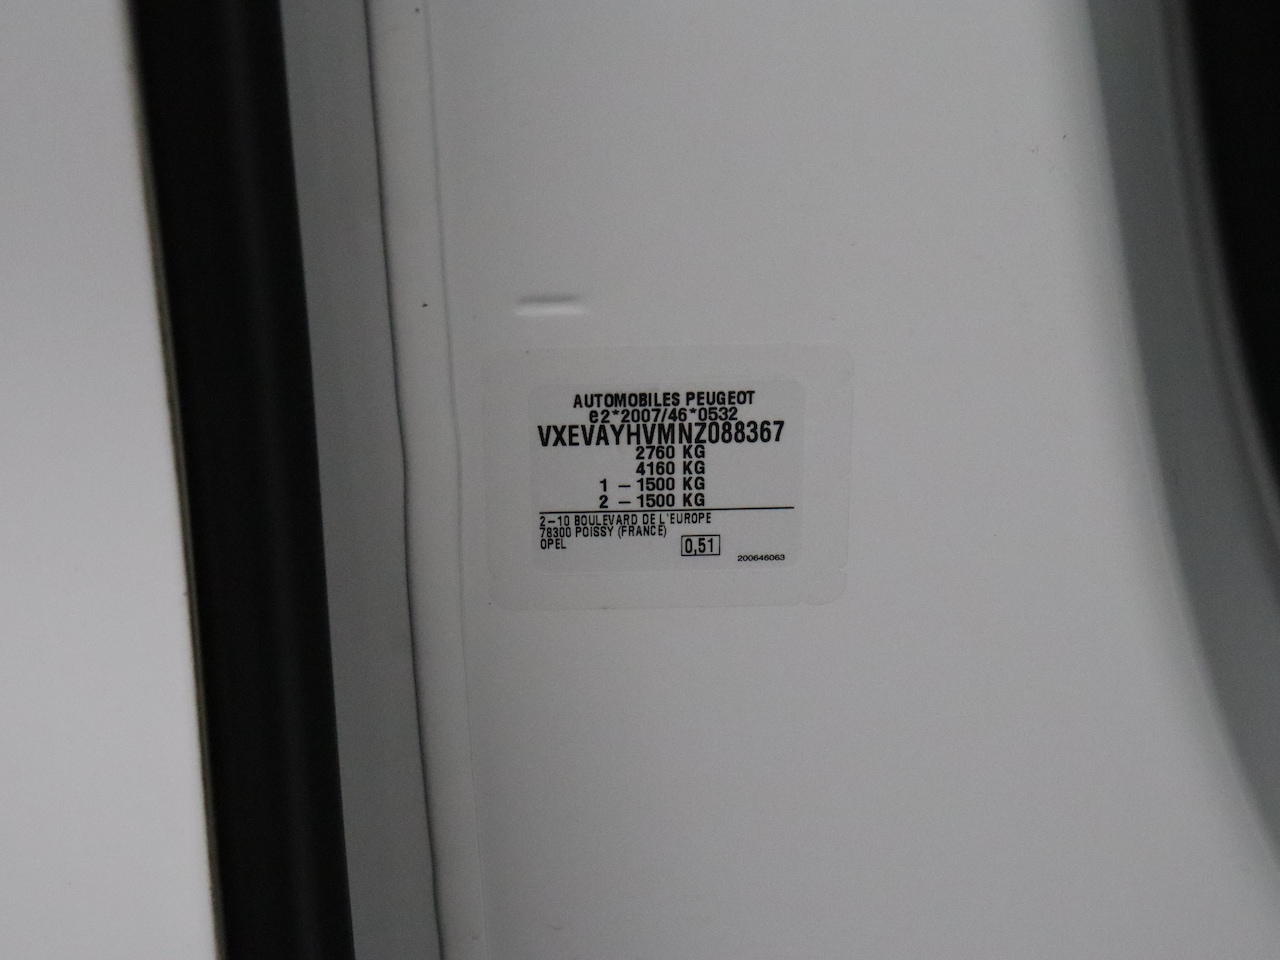 AUTOMOBILES PEUGEOT
e2*2007/46*0532
VXEVAYHVMNZ088367
2760 KG
4160 KG
1 – 1500 KG
2 – 1500 KG
2–10 BOULEVARD DE L'EUROPE
78300 POISSY (FRANCE)
OPEL
0,51
200646063